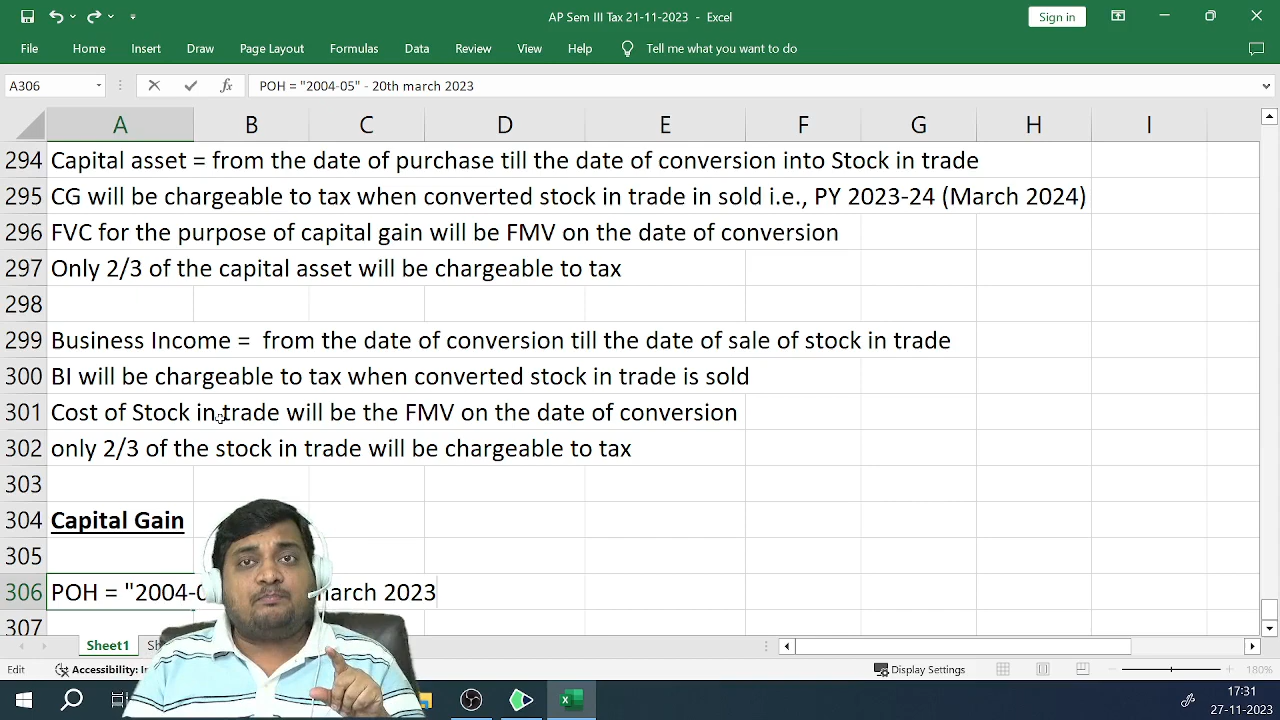 AP Sem III Tax 21-11-2023 - Excel
Sign in
File Home Insert Draw Page Layout Formulas Data Review View Help Tell me what you want to do
A306 fx POH = "2004-05" - 20th march 2023
A B C D E F G H I
294 Capital asset = from the date of purchase till the date of conversion into Stock in trade
295 CG will be chargeable to tax when converted stock in trade in sold i.e., PY 2023-24 (March 2024)
296 FVC for the purpose of capital gain will be FMV on the date of conversion
297 Only 2/3 of the capital asset will be chargeable to tax
298
299 Business Income = from the date of conversion till the date of sale of stock in trade
300 BI will be chargeable to tax when converted stock in trade is sold
301 Cost of Stock in trade will be the FMV on the date of conversion
302 only 2/3 of the stock in trade will be chargeable to tax
303
304 Capital Gain
305
306 POH = "2004-0 march 2023
307
Sheet1 Sh
Edit Accessibility: In Display Settings 180%
17:31
27-11-2023